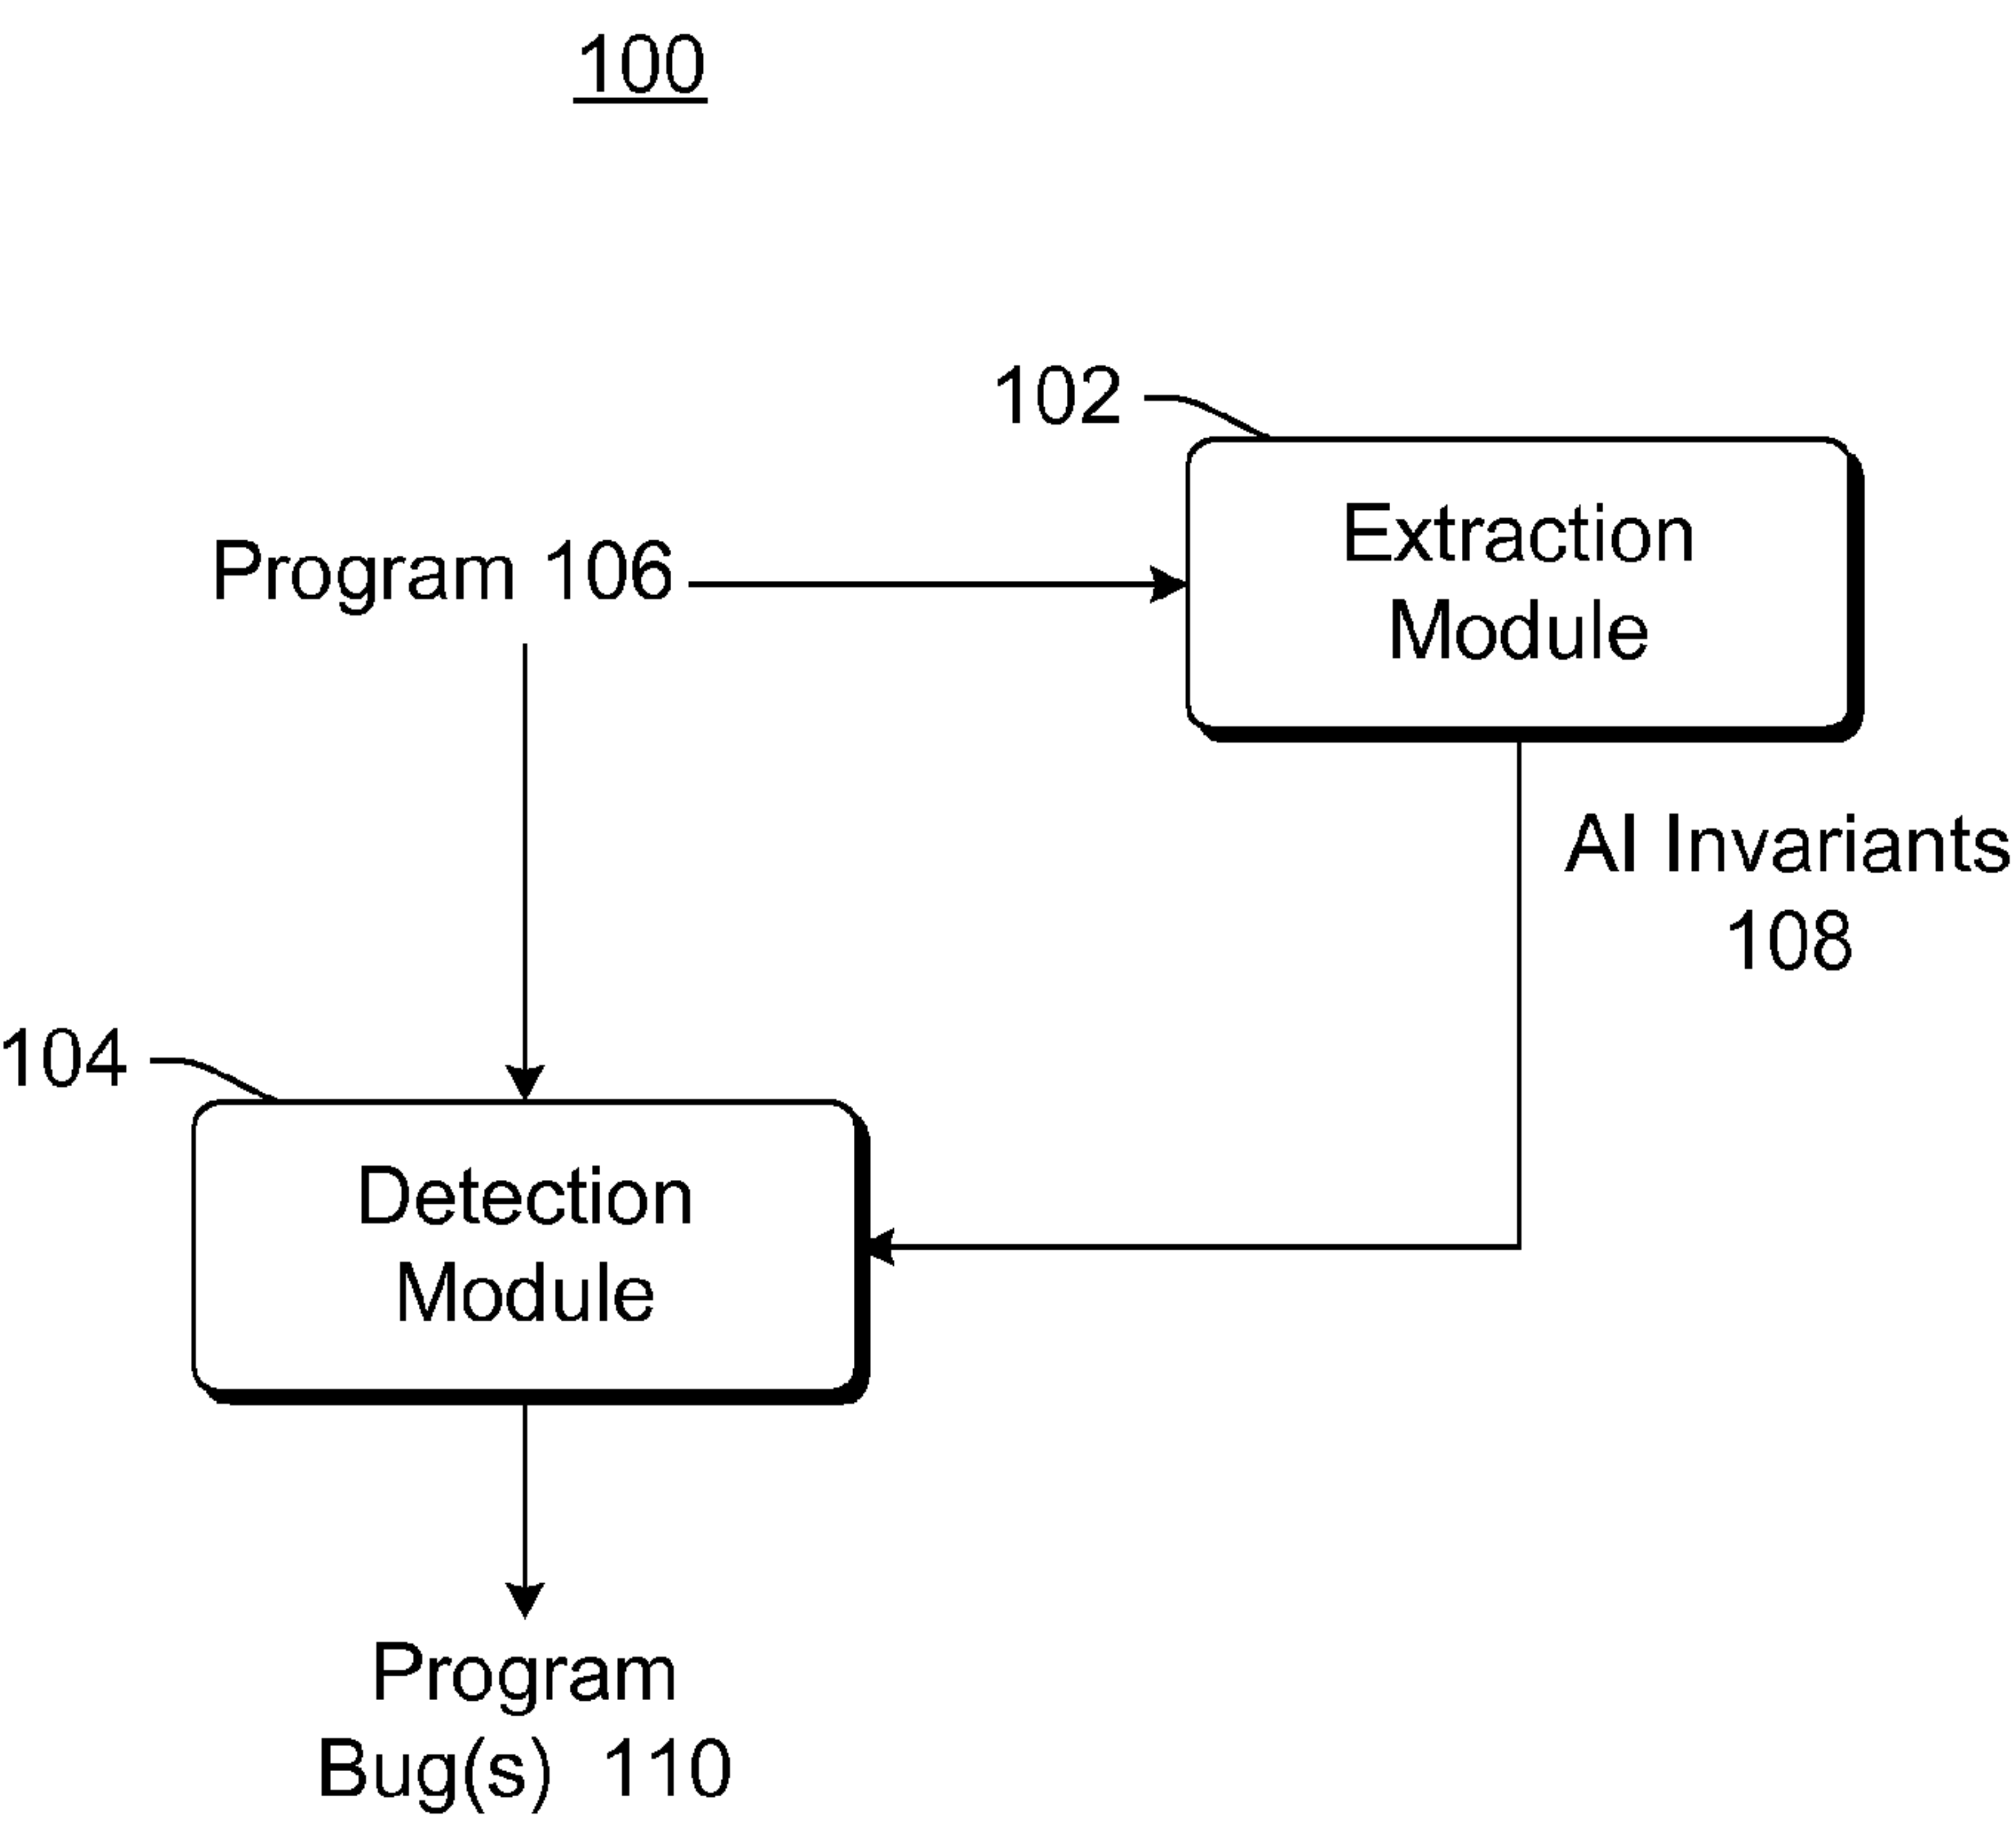 100
102
Extraction
Module
Program 106
AI Invariants
108
104
Detection
Module
Program
Bug(s) 110